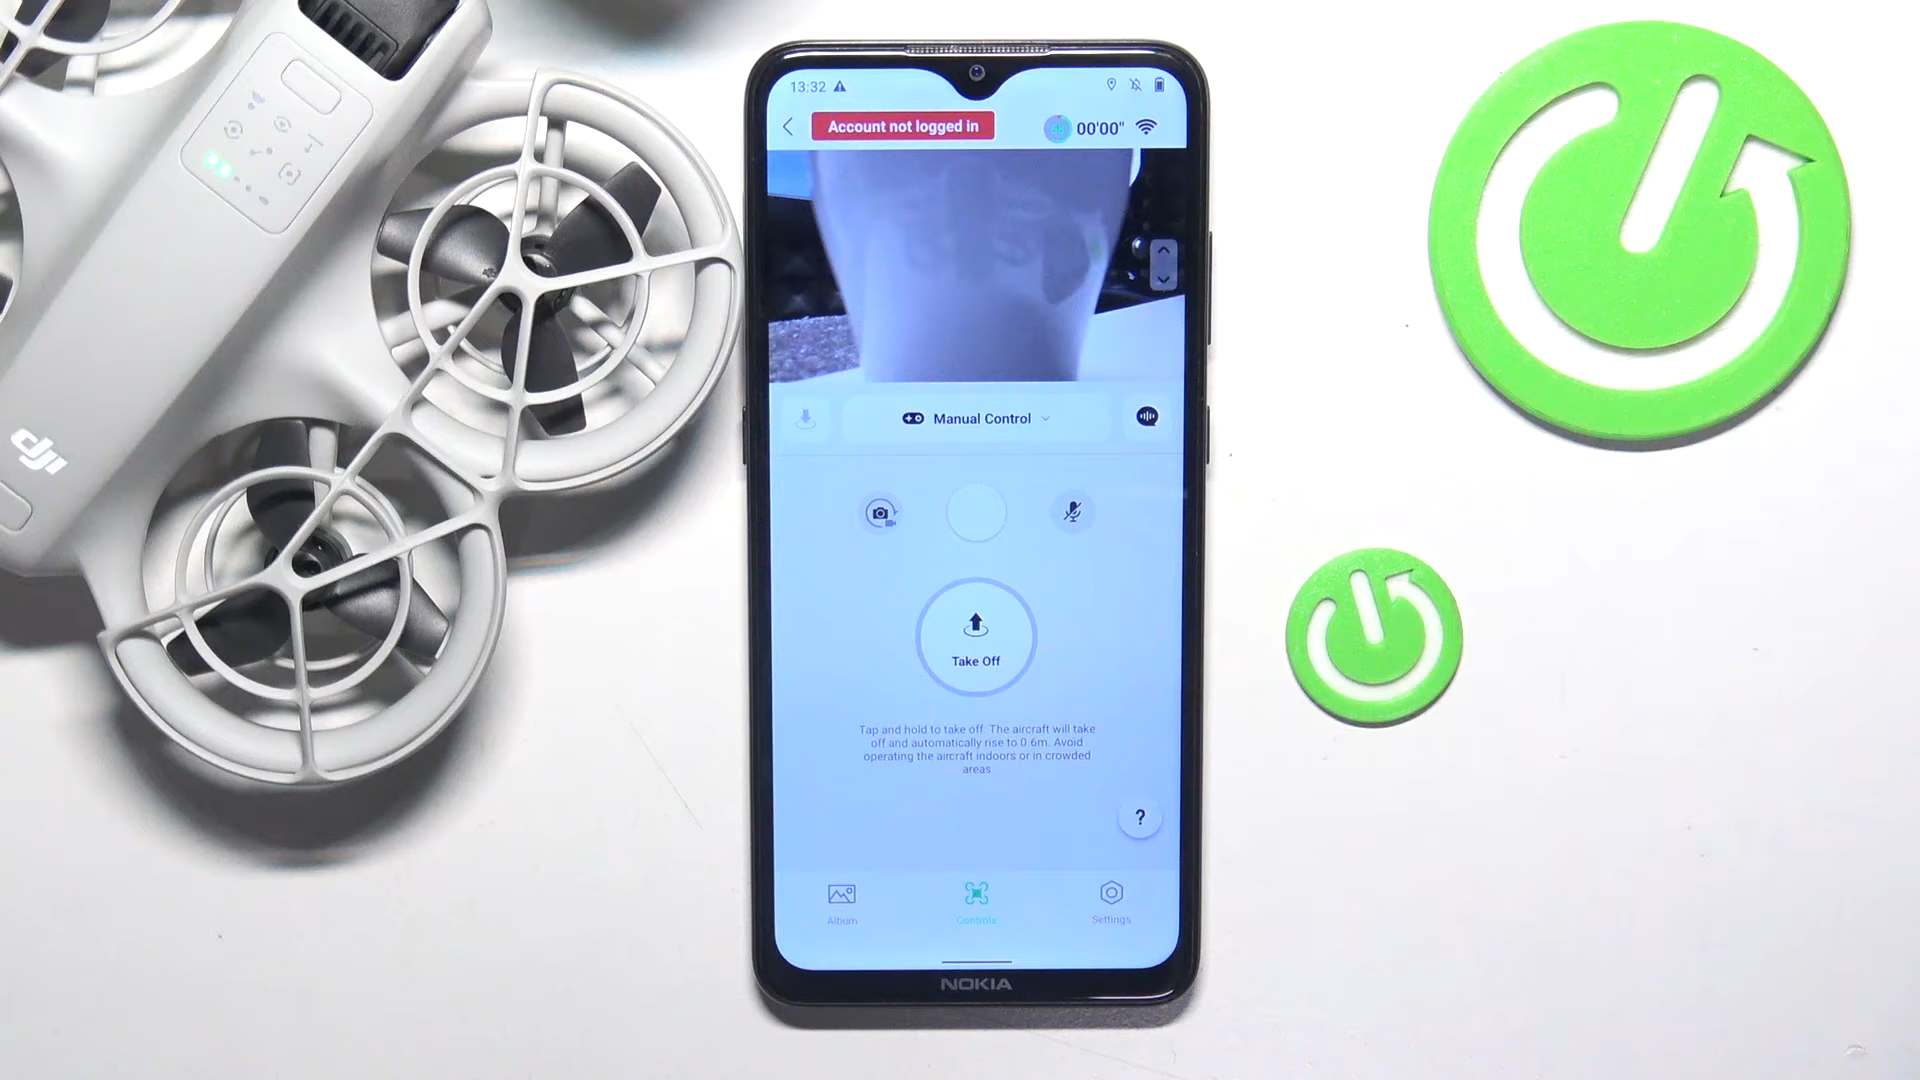 dji
13:32
Account not logged in
00'00"
Manual Control
Take Off
Tap and hold to take off. The aircraft will take
off and automatically rise to 0.6m. Avoid
operating the aircraft indoors or in crowded
areas
?
Album
Controls
Settings
NOKIA